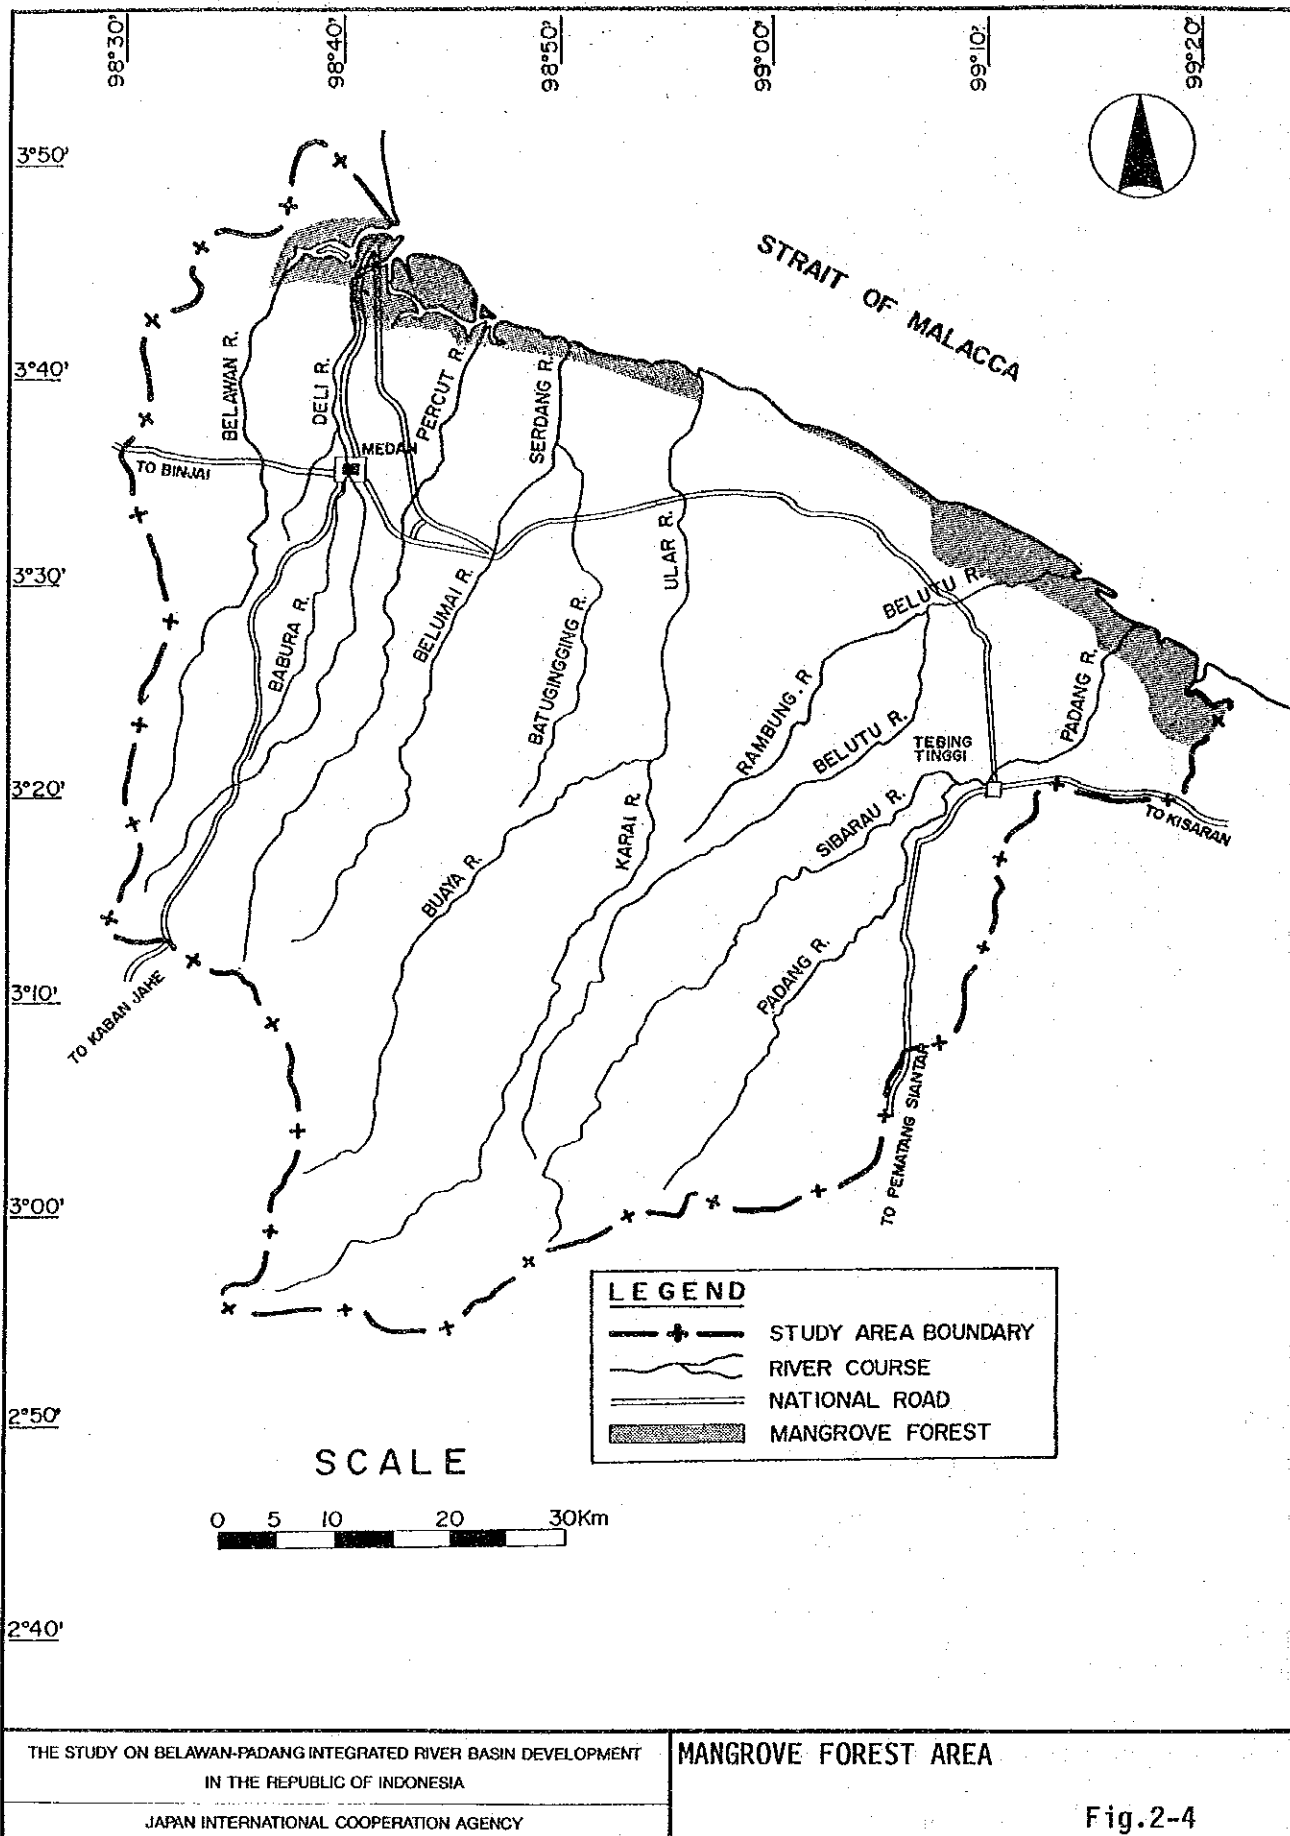 98°30'
98°40'
98°50'
99°00'
99°10'
99°20'
3°50'
3°40'
3°30'
3°20'
3°10'
3°00'
2°50'
2°40'
STRAIT OF MALACCA
BELAWAN R.
DELI R.
PERCUT R.
SERDANG R.
MEDAN
TO BINJAI
ULAR R.
BABURA R.
BELUMAI R.
BATUGINGGING R.
BELUTU R.
RAMBUNG. R
BELUTU R.
PADANG R.
TEBING
TINGGI
TO KISARAN
SIBARAU R.
KARAI R.
BUAYA R.
PADANG R.
TO KABAN JAHE
TO PEMATANG SIANTAR
LEGEND
STUDY AREA BOUNDARY
RIVER COURSE
NATIONAL ROAD
MANGROVE FOREST
SCALE
0 5 10 20 30Km
THE STUDY ON BELAWAN-PADANG INTEGRATED RIVER BASIN DEVELOPMENT
IN THE REPUBLIC OF INDONESIA
JAPAN INTERNATIONAL COOPERATION AGENCY
MANGROVE FOREST AREA
Fig.2-4